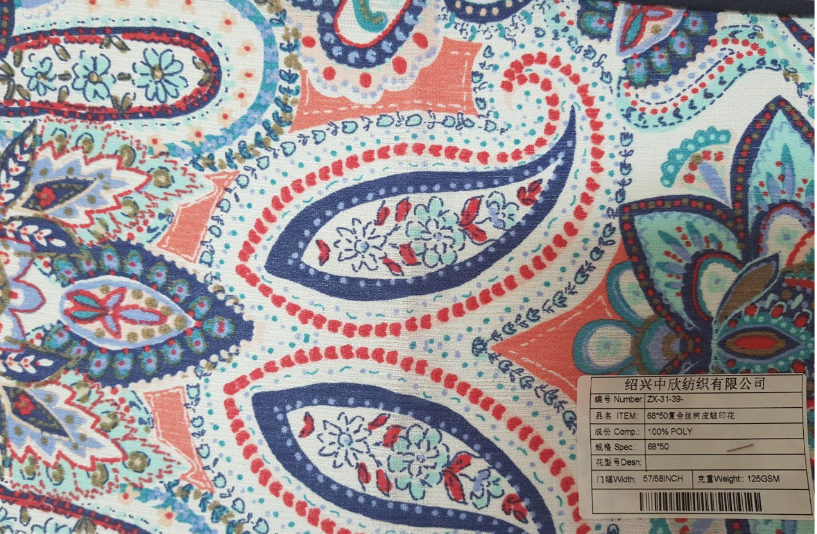 绍兴中欣纺织有限公司
编号 Number: ZX-31-39-
品名 ITEM: 68*50复合丝树皮皱印花
成份 Comp.: 100% POLY
规格 Spec.: 68*50
花型号Desn:
门幅Width: 57/58INCH 克重Weight:: 125GSM